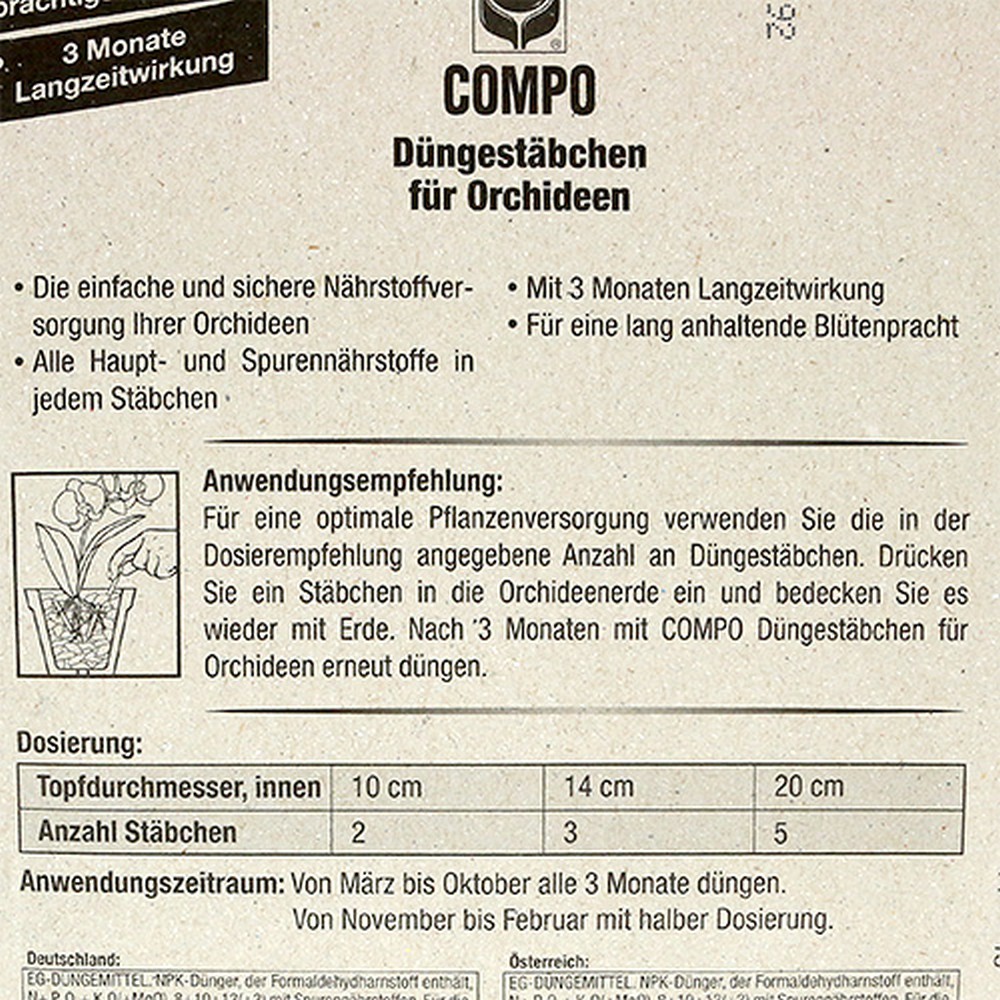 3 Monate
Langzeitwirkung
COMPO
Düngestäbchen
für Orchideen
• Die einfache und sichere Nährstoffver-
sorgung Ihrer Orchideen
• Alle Haupt- und Spurennährstoffe in
jedem Stäbchen
• Mit 3 Monaten Langzeitwirkung
• Für eine lang anhaltende Blütenpracht
Anwendungsempfehlung:
Für eine optimale Pflanzenversorgung verwenden Sie die in der
Dosierempfehlung angegebene Anzahl an Düngestäbchen. Drücken
Sie ein Stäbchen in die Orchideenerde ein und bedecken Sie es
wieder mit Erde. Nach 3 Monaten mit COMPO Düngestäbchen für
Orchideen erneut düngen.
Dosierung:
Topfdurchmesser, innen 10 cm 14 cm 20 cm
Anzahl Stäbchen 2 3 5
Anwendungszeitraum: Von März bis Oktober alle 3 Monate düngen.
Von November bis Februar mit halber Dosierung.
Deutschland:
EG-DÜNGEMITTEL. NPK-Dünger, der Formaldehydharnstoff enthält,
Österreich:
EG-DÜNGEMITTEL. NPK-Dünger, der Formaldehydharnstoff enthält,